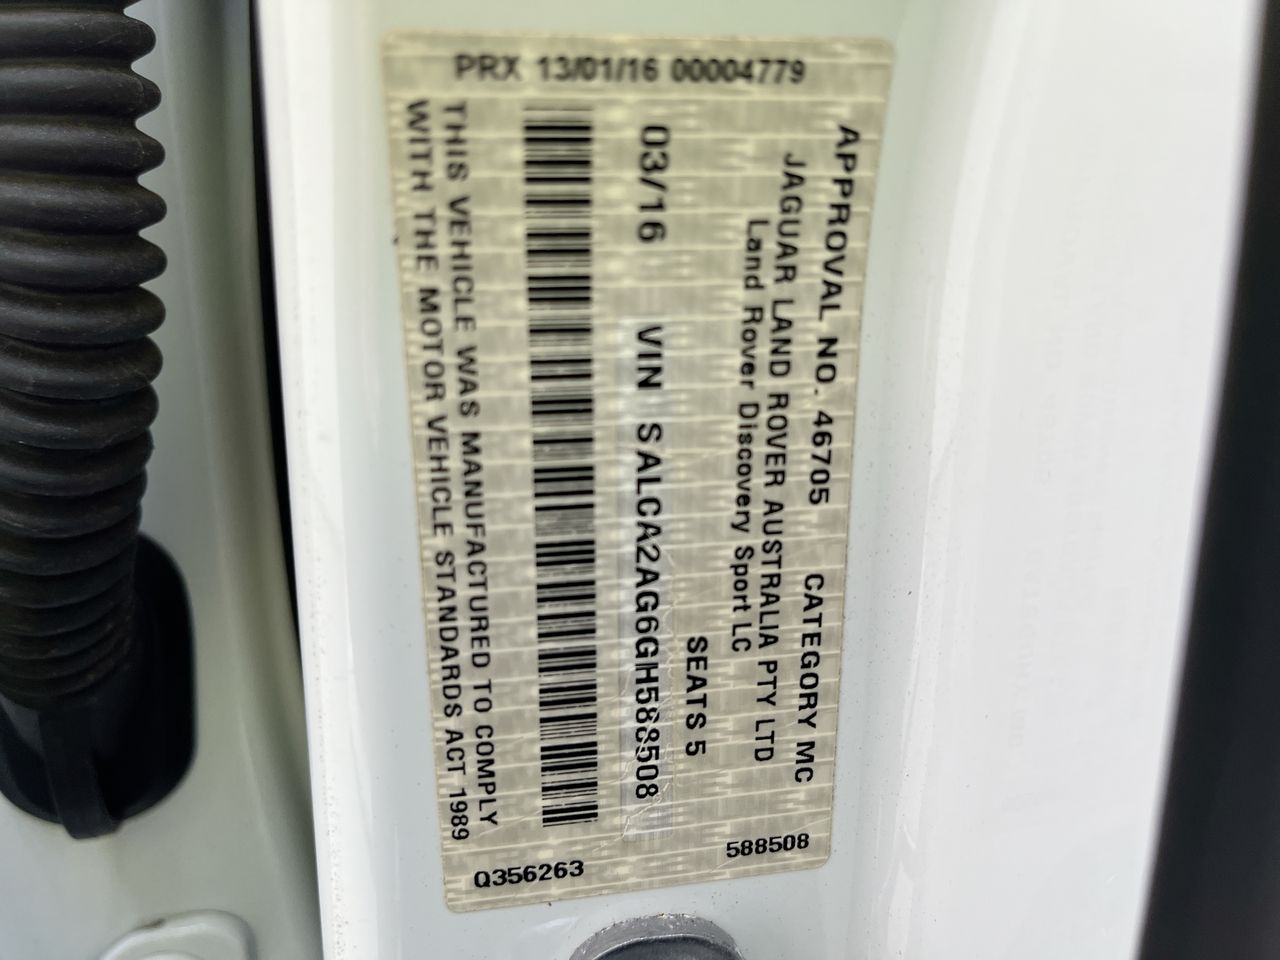 PRX 13/01/16 00004779
APPROVAL NO. 46705 CATEGORY MC
JAGUAR LAND ROVER AUSTRALIA PTY LTD
Land Rover Discovery Sport LC
SEATS 5
03/16 VIN SALCA2AG6GH588508
THIS VEHICLE WAS MANUFACTURED TO COMPLY
WITH THE MOTOR VEHICLE STANDARDS ACT 1989
Q356263
588508